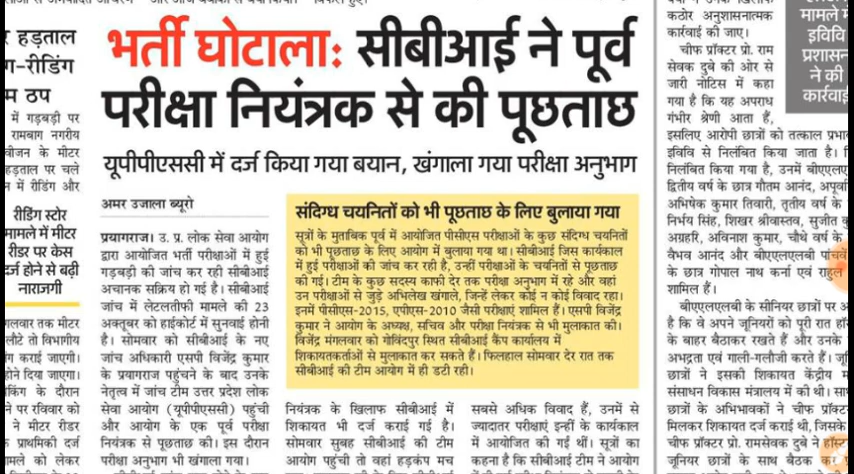 र हड़ताल
ग-रीडिंग
म ठप
में गड़बड़ी पर
रामबाग नगरीय
वीजन के मीटर
हड़ताल पर चले
न में रीडिंग और
रीडिंग स्टोर
मामले में मीटर
रीडर पर केस
दर्ज होने से बढ़ी
नाराजगी
गलवार तक मीटर
लौटे तो विभागीय
ग कराई जाएगी।
होने दिया जाएगा।
किंग के दौरान
ने पर रविवार को
ने मीटर रीडर
प्राथमिकी दर्ज
मले को लेकर
भर्ती घोटाला: सीबीआई ने पूर्व
परीक्षा नियंत्रक से की पूछताछ
यूपीपीएससी में दर्ज किया गया बयान, खंगाला गया परीक्षा अनुभाग
अमर उजाला ब्यूरो
प्रयागराज। उ. प्र. लोक सेवा आयोग
द्वारा आयोजित भर्ती परीक्षाओं में हुई
गड़बड़ी की जांच कर रही सीबीआई
अचानक सक्रिय हो गई है। सीबीआई
जांच में लेटलतीफी मामले की 23
अक्तूबर को हाईकोर्ट में सुनवाई होनी
है। सोमवार को सीबीआई के नए
जांच अधिकारी एसपी विजेंद्र कुमार
के प्रयागराज पहुंचने के बाद उनके
नेतृत्व में जांच टीम उत्तर प्रदेश लोक
सेवा आयोग (यूपीपीएससी) पहुंची
और आयोग के एक पूर्व परीक्षा
नियंत्रक से पूछताछ की। इस दौरान
परीक्षा अनुभाग भी खंगाला गया।
संदिग्ध चयनितों को भी पूछताछ के लिए बुलाया गया
सूत्रों के मुताबिक पूर्व में आयोजित पीसीएस परीक्षाओं के कुछ संदिग्ध चयनितों
को भी पूछताछ के लिए आयोग में बुलाया गया था। सीबीआई जिस कार्यकाल
में हुई परीक्षाओं की जांच कर रही है, उन्हीं परीक्षाओं के चयनितों से पूछताछ
की गई। टीम के कुछ सदस्य काफी देर तक परीक्षा अनुभाग में रहे और वहां
उन परीक्षाओं से जुड़े अभिलेख खंगाले, जिन्हें लेकर कोई न कोई विवाद रहा।
इनमें पीसीएस-2015, एपीएस-2010 जैसी परीक्षाएं शामिल हैं। एसपी विजेंद्र
कुमार ने आयोग के अध्यक्ष, सचिव और परीक्षा नियंत्रक से भी मुलाकात की।
विजेंद्र मंगलवार को गोविंदपुर स्थित सीबीआई कैंप कार्यालय में
शिकायतकर्ताओं से मुलाकात कर सकते हैं। फिलहाल सोमवार देर रात तक
सीबीआई की टीम आयोग में ही डटी रही।
नियंत्रक के खिलाफ सीबीआई में
शिकायत भी दर्ज कराई गई है।
सोमवार सुबह सीबीआई की टीम
आयोग पहुंची तो वहां हड़कंप मच
सबसे अधिक विवाद हैं, उनमें से
ज्यादातर परीक्षाएं इन्हीं के कार्यकाल
में आयोजित की गईं थीं। सूत्रों का
कहना है कि सीबीआई टीम ने आयोग
कठोर अनुशासनात्मक
कार्रवाई की जाए।
चीफ प्रॉक्टर प्रो. राम
सेवक दुबे की ओर से
जारी नोटिस में कहा
गया है कि यह अपराध
गंभीर श्रेणी आता हैं,
इसलिए आरोपी छात्रों को तत्काल प्रभा
इविवि से निलंबित किया जाता है।
निलंबित किया गया है, उनमें बीएएलए
द्वितीय वर्ष के छात्र गौतम आनंद, अपूर्वा
अभिषेक कुमार तिवारी, तृतीय वर्ष के
निर्भय सिंह, शिखर श्रीवास्तव, सुजीत कु
अग्रहरि, अविनाश कुमार, चौथे वर्ष के
वैभव आनंद और बीएएलएलबी पांचवें
के छात्र गोपाल नाथ कर्ना एवं राहुल
शामिल हैं।
बीएएलएलबी के सीनियर छात्रों पर अ
है कि वे अपने जूनियरों को पूरी रात हॉ
के बाहर बैठाकर रखते हैं और उनके
अभद्रता एवं गाली-गलौजी करते हैं। जू
छात्रों ने इसकी शिकायत केंद्रीय म
संसाधन विकास मंत्रालय में की थी। साथ
छात्रों के अभिभावकों ने चीफ प्रॉक्टर
मिलकर शिकायत दर्ज कराई थी, जिसके
चीफ प्रॉक्टर प्रो. रामसेवक दुबे ने हॉस्ट
जूनियर छात्रों के साथ बैठक कर
मामले में
इविवि
प्रशासन
ने की
कार्रवाई